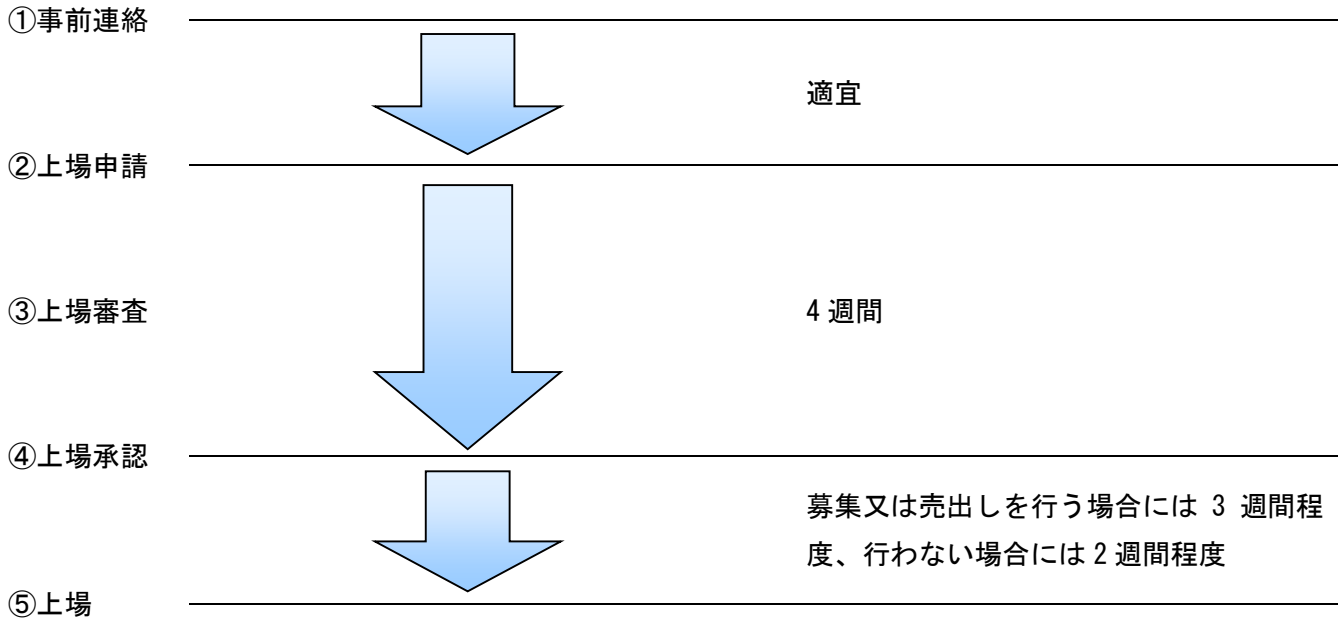 ①事前連絡
適宜
②上場申請
③上場審査
4 週間
④上場承認
募集又は売出しを行う場合には 3 週間程
度、行わない場合には 2 週間程度
⑤上場